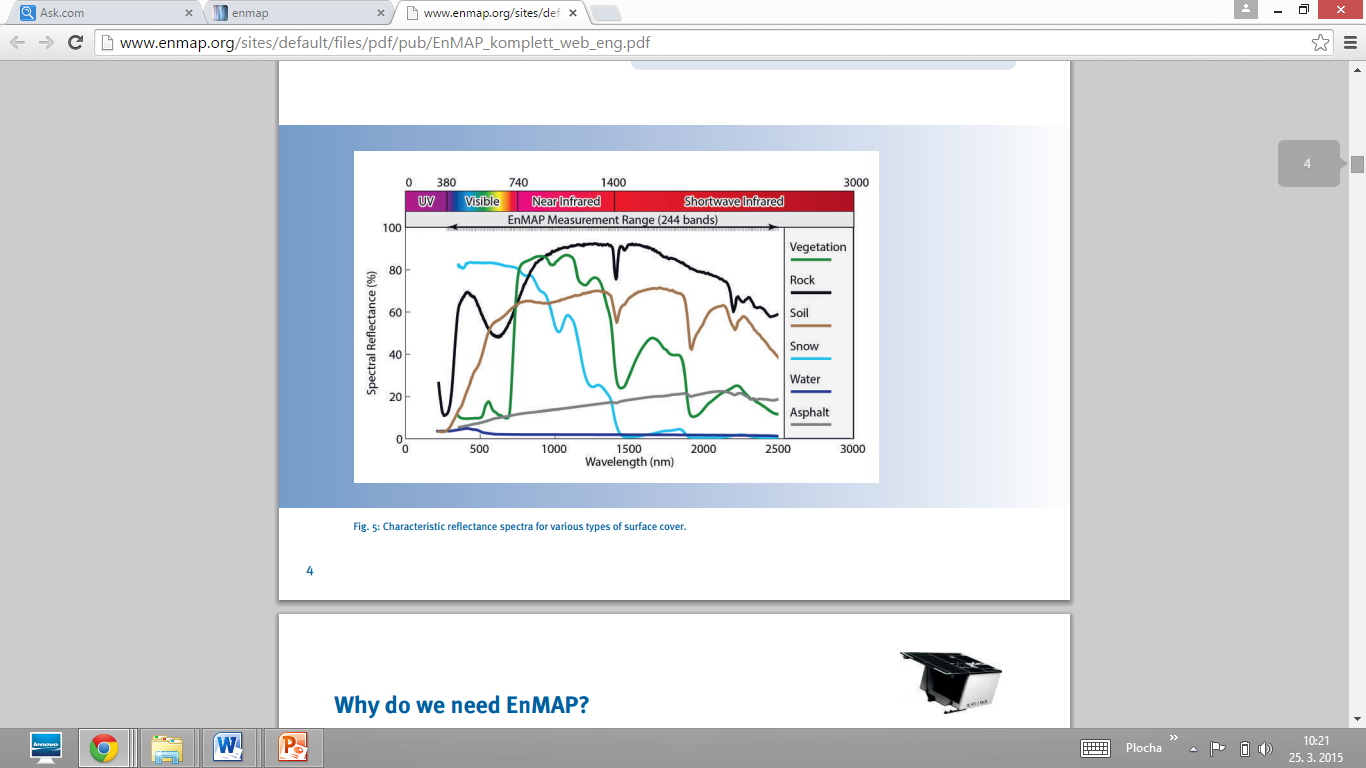 Ask.com
enmap
www.enmap.org/sites/def
www.enmap.org/sites/default/files/pdf/pub/EnMAP_komplett_web_eng.pdf
4
0 380 740 1400 3000
UV Visible Near Infrared Shortwave Infrared
EnMAP Measurement Range (244 bands)
Spectral Reflectance (%)
100
80
60
40
20
0
Vegetation
Rock
Soil
Snow
Water
Asphalt
0 500 1000 1500 2000 2500 3000
Wavelength (nm)
Fig. 5: Characteristic reflectance spectra for various types of surface cover.
4
Why do we need EnMAP?
lenovo
Plocha
10:21
25. 3. 2015